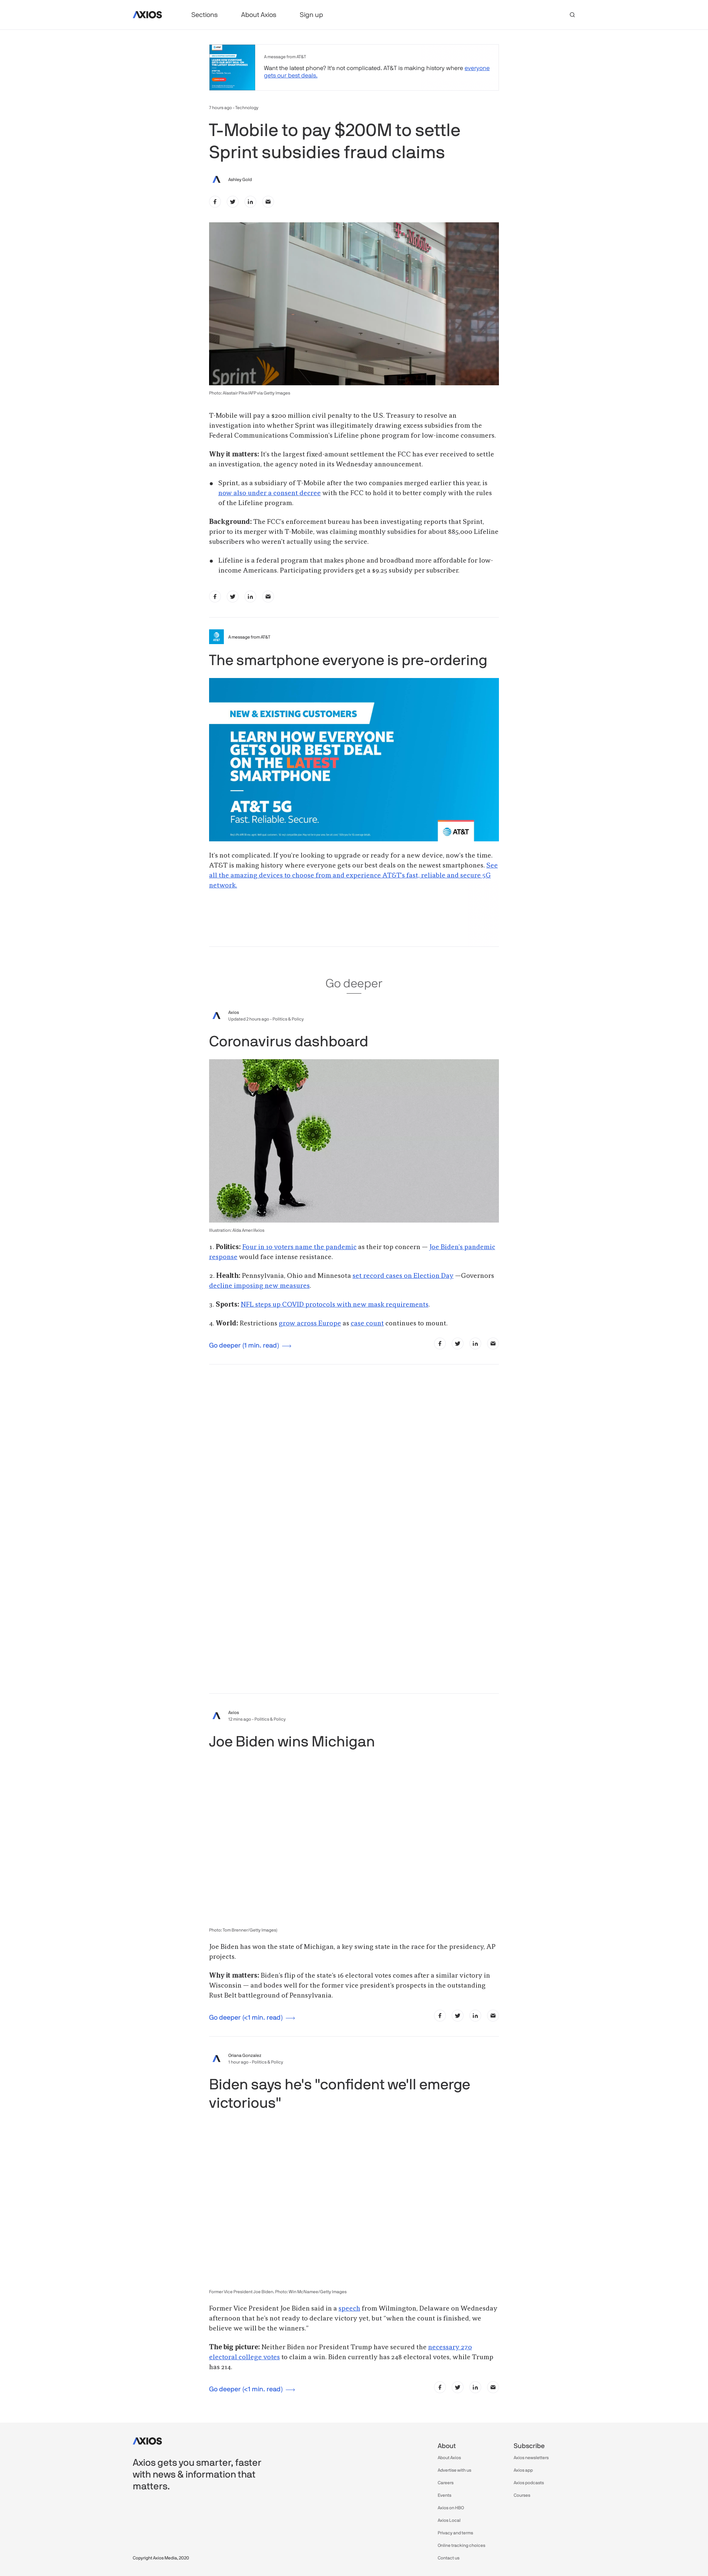 AXIOS
Sections
About Axios
Sign up
A message from AT&T
Want the latest phone? It's not complicated. AT&T is making history where everyone
gets our best deals.
7 hours ago - Technology
T-Mobile to pay $200M to settle
Sprint subsidies fraud claims
Ashley Gold
T-Mobile
Sprint
Photo: Alastair Pike/AFP via Getty Images
T-Mobile will pay a $200 million civil penalty to the U.S. Treasury to resolve an
investigation into whether Sprint was illegitimately drawing excess subsidies from the
Federal Communications Commission's Lifeline phone program for low-income consumers.
Why it matters: It's the largest fixed-amount settlement the FCC has ever received to settle
an investigation, the agency noted in its Wednesday announcement.
Sprint, as a subsidiary of T-Mobile after the two companies merged earlier this year, is
now also under a consent decree with the FCC to hold it to better comply with the rules
of the Lifeline program.
Background: The FCC's enforcement bureau has been investigating reports that Sprint,
prior to its merger with T-Mobile, was claiming monthly subsidies for about 885,000 Lifeline
subscribers who weren't actually using the service.
Lifeline is a federal program that makes phone and broadband more affordable for low-
income Americans. Participating providers get a $9.25 subsidy per subscriber.
A message from AT&T
The smartphone everyone is pre-ordering
NEW & EXISTING CUSTOMERS
LEARN HOW EVERYONE
GETS OUR BEST DEAL
ON THE LATEST
SMARTPHONE
AT&T 5G
Fast. Reliable. Secure.
AT&T
It's not complicated. If you're looking to upgrade or ready for a new device, now's the time.
AT&T is making history where everyone gets our best deals on the newest smartphones. See
all the amazing devices to choose from and experience AT&T's fast, reliable and secure 5G
network.
Go deeper
Axios
Updated 2 hours ago - Politics & Policy
Coronavirus dashboard
Illustration: Aïda Amer/Axios
1. Politics: Four in 10 voters name the pandemic as their top concern — Joe Biden's pandemic
response would face intense resistance.
2. Health: Pennsylvania, Ohio and Minnesota set record cases on Election Day —Governors
decline imposing new measures.
3. Sports: NFL steps up COVID protocols with new mask requirements.
4. World: Restrictions grow across Europe as case count continues to mount.
Go deeper (1 min. read)
Axios
13 mins ago - Politics & Policy
Joe Biden wins Michigan
Photo: Tom Brenner/Getty Images)
Joe Biden has won the state of Michigan, a key swing state in the race for the presidency, AP
projects.
Why it matters: Biden's flip of the state's 16 electoral votes comes after a similar victory in
Wisconsin — and bodes well for the former vice president's prospects in the outstanding
Rust Belt battleground of Pennsylvania.
Go deeper (<1 min. read)
Oriana Gonzalez
1 hour ago - Politics & Policy
Biden says he's "confident we'll emerge
victorious"
Former Vice President Joe Biden. Photo: Win McNamee/Getty Images
Former Vice President Joe Biden said in a speech from Wilmington, Delaware on Wednesday
afternoon that he's not ready to declare victory yet, but "when the count is finished, we
believe we will be the winners."
The big picture: Neither Biden nor President Trump have secured the necessary 270
electoral college votes to claim a win. Biden currently has 248 electoral votes, while Trump
has 214.
Go deeper (<1 min. read)
AXIOS
Axios gets you smarter, faster
with news & information that
matters.
About
About Axios
Advertise with us
Careers
Events
Axios on HBO
Axios Local
Privacy and terms
Online tracking choices
Contact us
Subscribe
Axios newsletters
Axios app
Axios podcasts
Courses
Copyright Axios Media, 2020